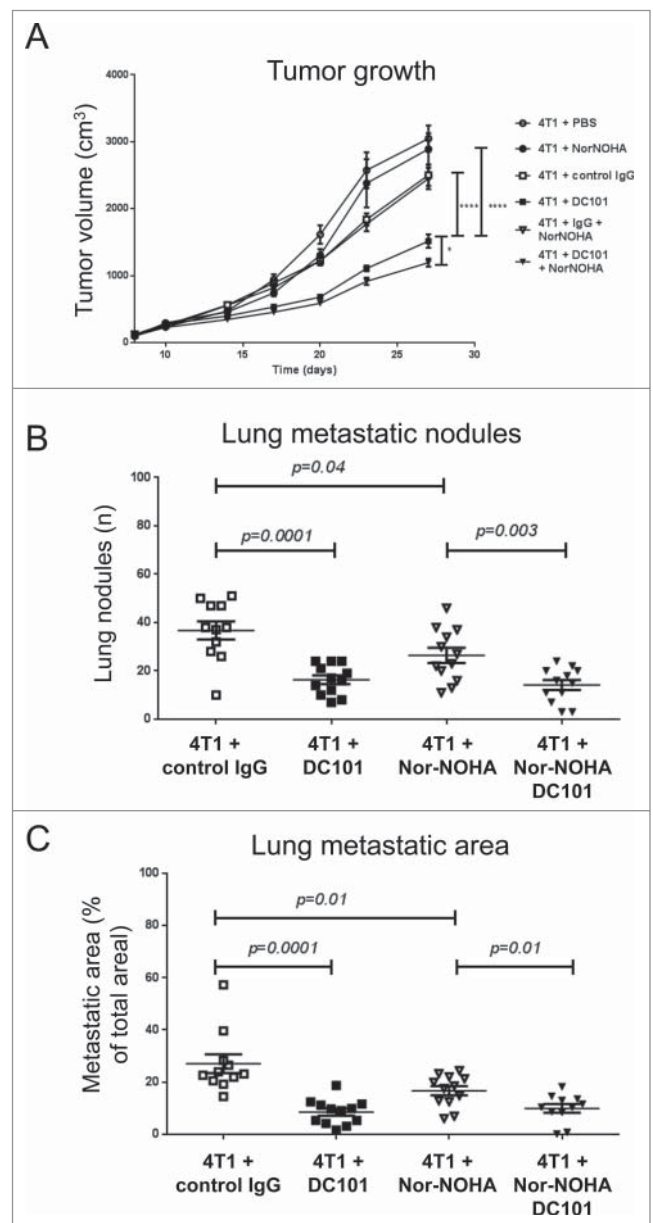 A
Tumor growth
Tumor volume (cm³)
4000
3000
2000
1000
0
10
15
20
25
30
Time (days)
4T1 + PBS
4T1 + NorNOHA
4T1 + control IgG
4T1 + DC101
4T1 + IgG +
NorNOHA
4T1 + DC101
+ NorNOHA
****
****
*
B
Lung metastatic nodules
Lung nodules (n)
100
80
60
40
20
0
p=0.04
p=0.0001
p=0.003
4T1 +
control IgG
4T1 +
DC101
4T1 +
Nor-NOHA
4T1 +
Nor-NOHA
DC101
C
Lung metastatic area
Metastatic area (%
of total areal)
100
80
60
40
20
0
p=0.01
p=0.0001
p=0.01
4T1 +
control IgG
4T1 +
DC101
4T1 +
Nor-NOHA
4T1 +
Nor-NOHA
DC101